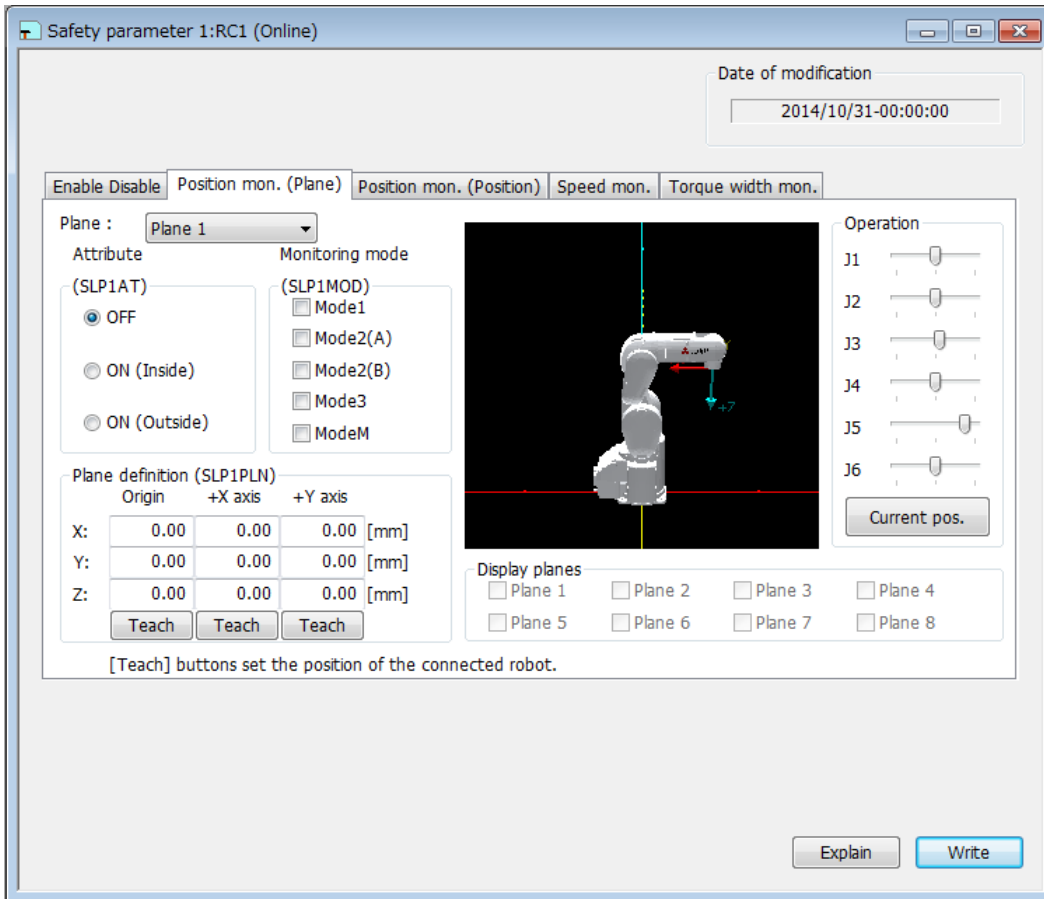 Safety parameter 1:RC1 (Online)
Date of modification
2014/10/31-00:00:00
Enable Disable Position mon. (Plane) Position mon. (Position) Speed mon. Torque width mon.
Plane : Plane 1
Attribute Monitoring mode
(SLP1AT) (SLP1MOD)
OFF
ON (Inside)
ON (Outside)
Mode1
Mode2(A)
Mode2(B)
Mode3
ModeM
Plane definition (SLP1PLN)
Origin +X axis +Y axis
X: 0.00 0.00 0.00 [mm]
Y: 0.00 0.00 0.00 [mm]
Z: 0.00 0.00 0.00 [mm]
Teach Teach Teach
[Teach] buttons set the position of the connected robot.
+Z
Display planes
Plane 1 Plane 2 Plane 3 Plane 4
Plane 5 Plane 6 Plane 7 Plane 8
Operation
J1
J2
J3
J4
J5
J6
Current pos.
Explain Write